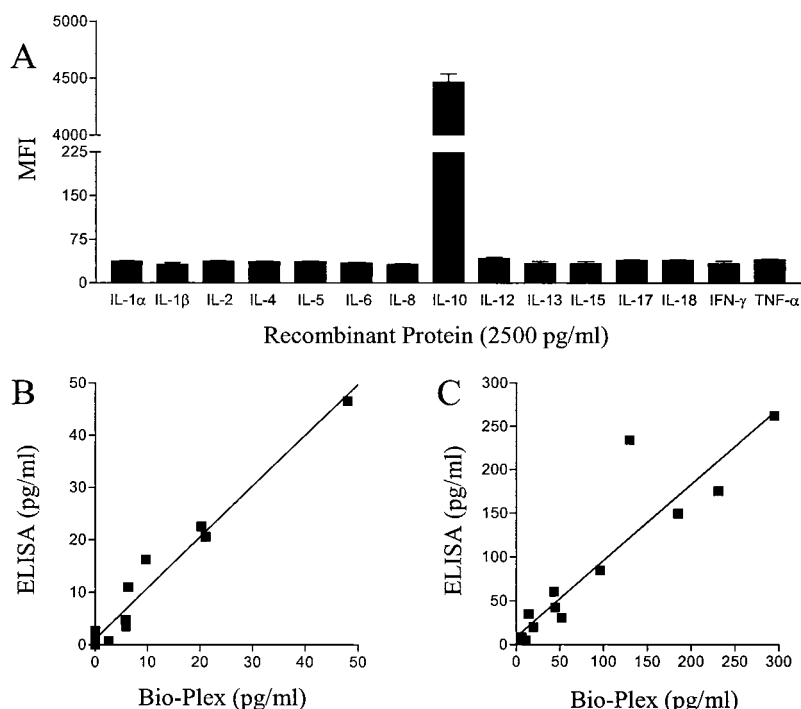 A
MFI
5000
4500
4000
225
150
75
0
IL-1α IL-1β IL-2 IL-4 IL-5 IL-6 IL-8 IL-10 IL-12 IL-13 IL-15 IL-17 IL-18 IFN-γ TNF-α
Recombinant Protein (2500 pg/ml)
B
ELISA (pg/ml)
50
40
30
20
10
0
0 10 20 30 40 50
Bio-Plex (pg/ml)
C
ELISA (pg/ml)
300
250
200
150
100
50
0
0 50 100 150 200 250 300
Bio-Plex (pg/ml)